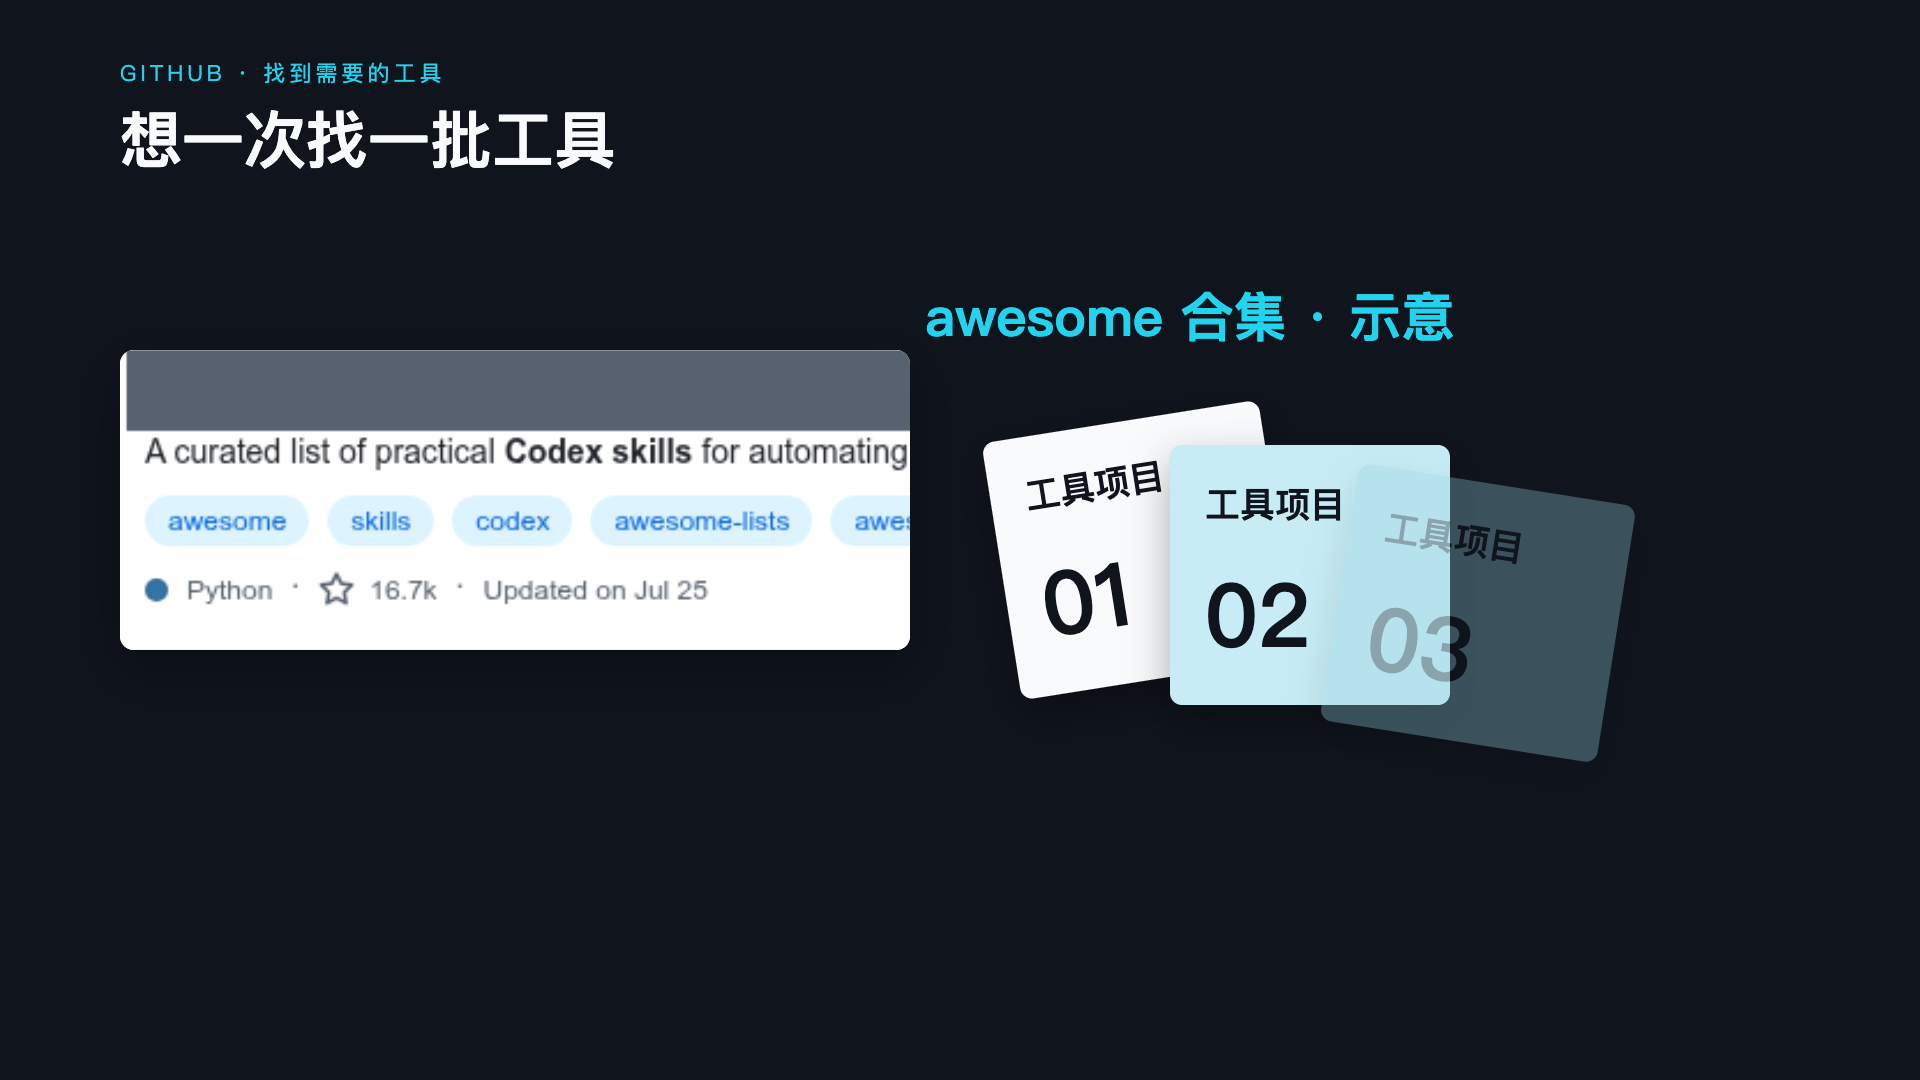 GITHUB · 找到需要的工具
想一次找一批工具
awesome 合集 · 示意
A curated list of practical Codex skills for automating
awesome skills codex awesome-lists awes
Python · 16.7k · Updated on Jul 25
工具项目
01
工具项目
02
工具项目
03